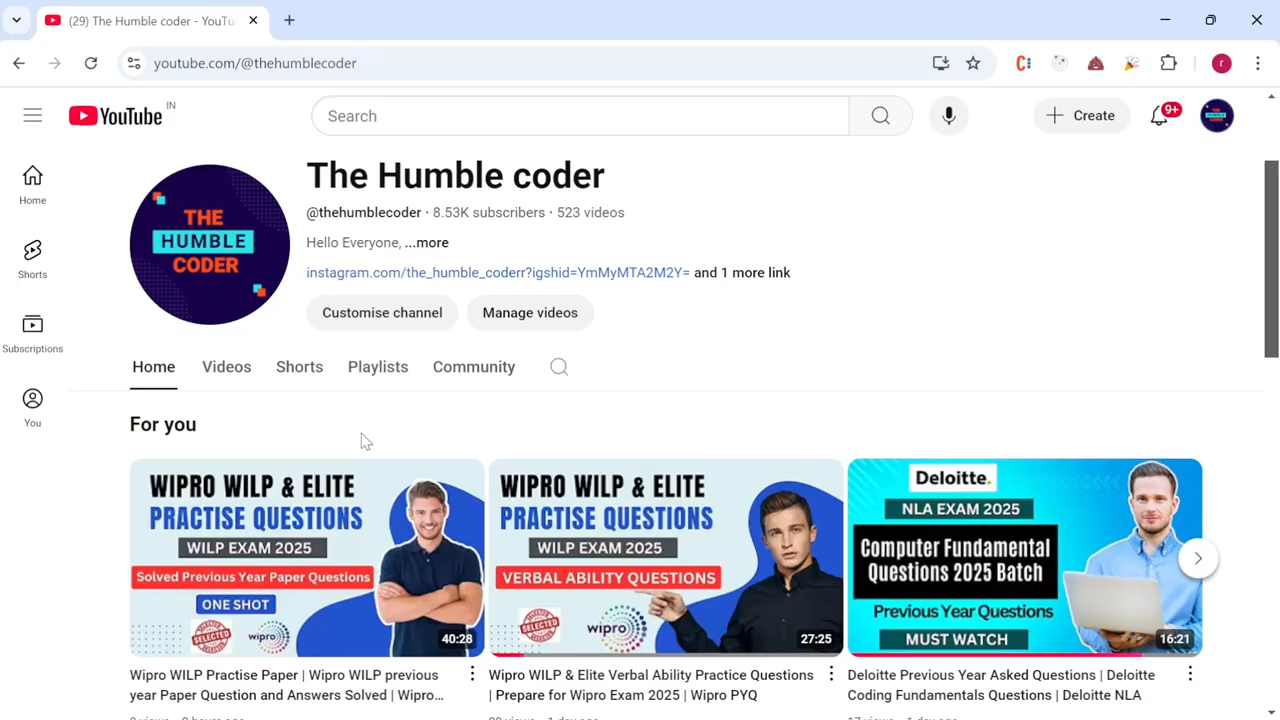 (29) The Humble coder - YouTu
youtube.com/@thehumblecoder
YouTube IN
Search
Create
9+
Home
Shorts
Subscriptions
You
THE
HUMBLE
CODER
The Humble coder
@thehumblecoder · 8.53K subscribers · 523 videos
Hello Everyone, ...more
instagram.com/the_humble_coderr?igshid=YmMyMTA2M2Y= and 1 more link
Customise channel
Manage videos
Home Videos Shorts Playlists Community
For you
WIPRO WILP & ELITE
PRACTISE QUESTIONS
WILP EXAM 2025
Solved Previous Year Paper Questions
ONE SHOT
SELECTED
wipro
40:28
Wipro WILP Practise Paper | Wipro WILP previous
year Paper Question and Answers Solved | Wipro...
WIPRO WILP & ELITE
PRACTISE QUESTIONS
WILP EXAM 2025
VERBAL ABILITY QUESTIONS
SELECTED
wipro
27:25
Wipro WILP & Elite Verbal Ability Practice Questions
| Prepare for Wipro Exam 2025 | Wipro PYQ
Deloitte.
NLA EXAM 2025
Computer Fundamental
Questions 2025 Batch
Previous Year Questions
MUST WATCH
16:21
Deloitte Previous Year Asked Questions | Deloitte
Coding Fundamentals Questions | Deloitte NLA